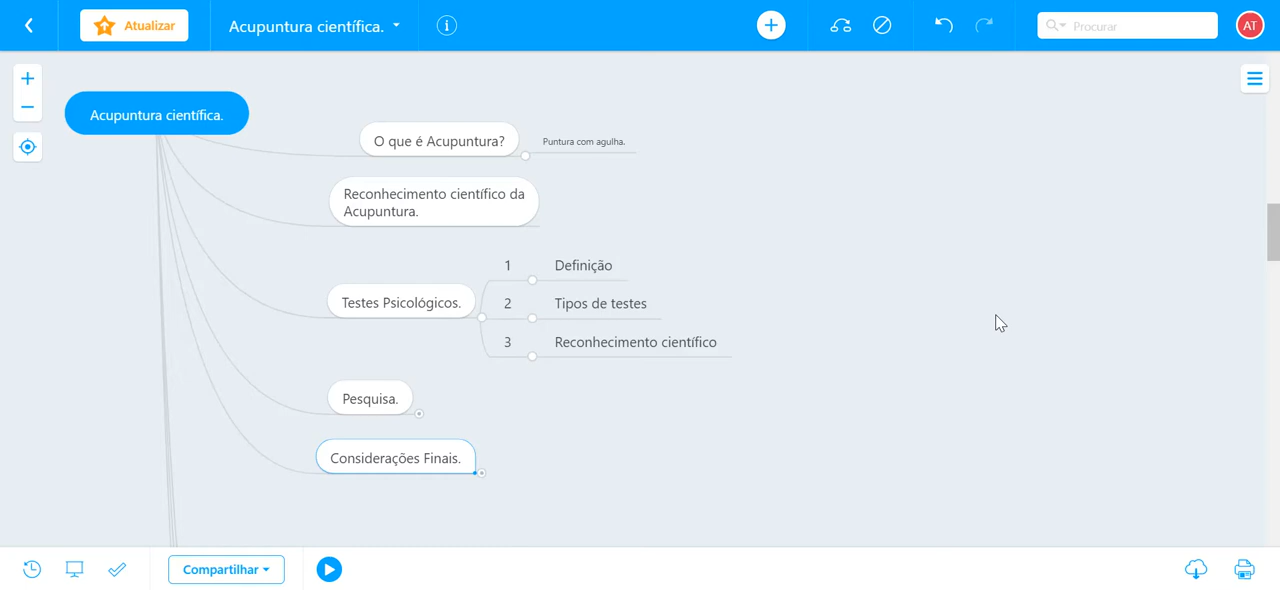 Atualizar
Acupuntura científica.
Procurar
AT
Acupuntura científica.
O que é Acupuntura?
Puntura com agulha.
Reconhecimento científico da
Acupuntura.
Testes Psicológicos.
1 Definição
2 Tipos de testes
3 Reconhecimento científico
Pesquisa.
Considerações Finais.
Compartilhar